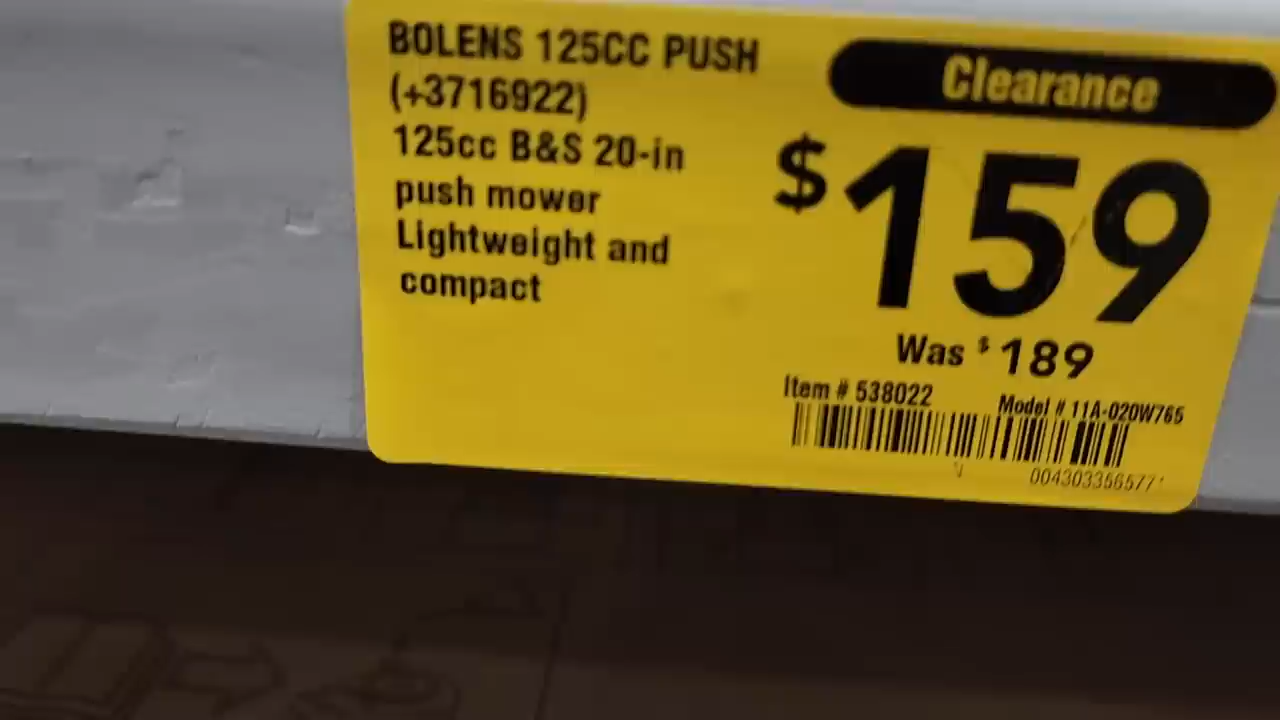 BOLENS 125CC PUSH
(+3716922)
125cc B&S 20-in
push mower
Lightweight and
compact
Clearance
$159
Was $189
Item # 538022
Model # 11A-020W765
004303356577